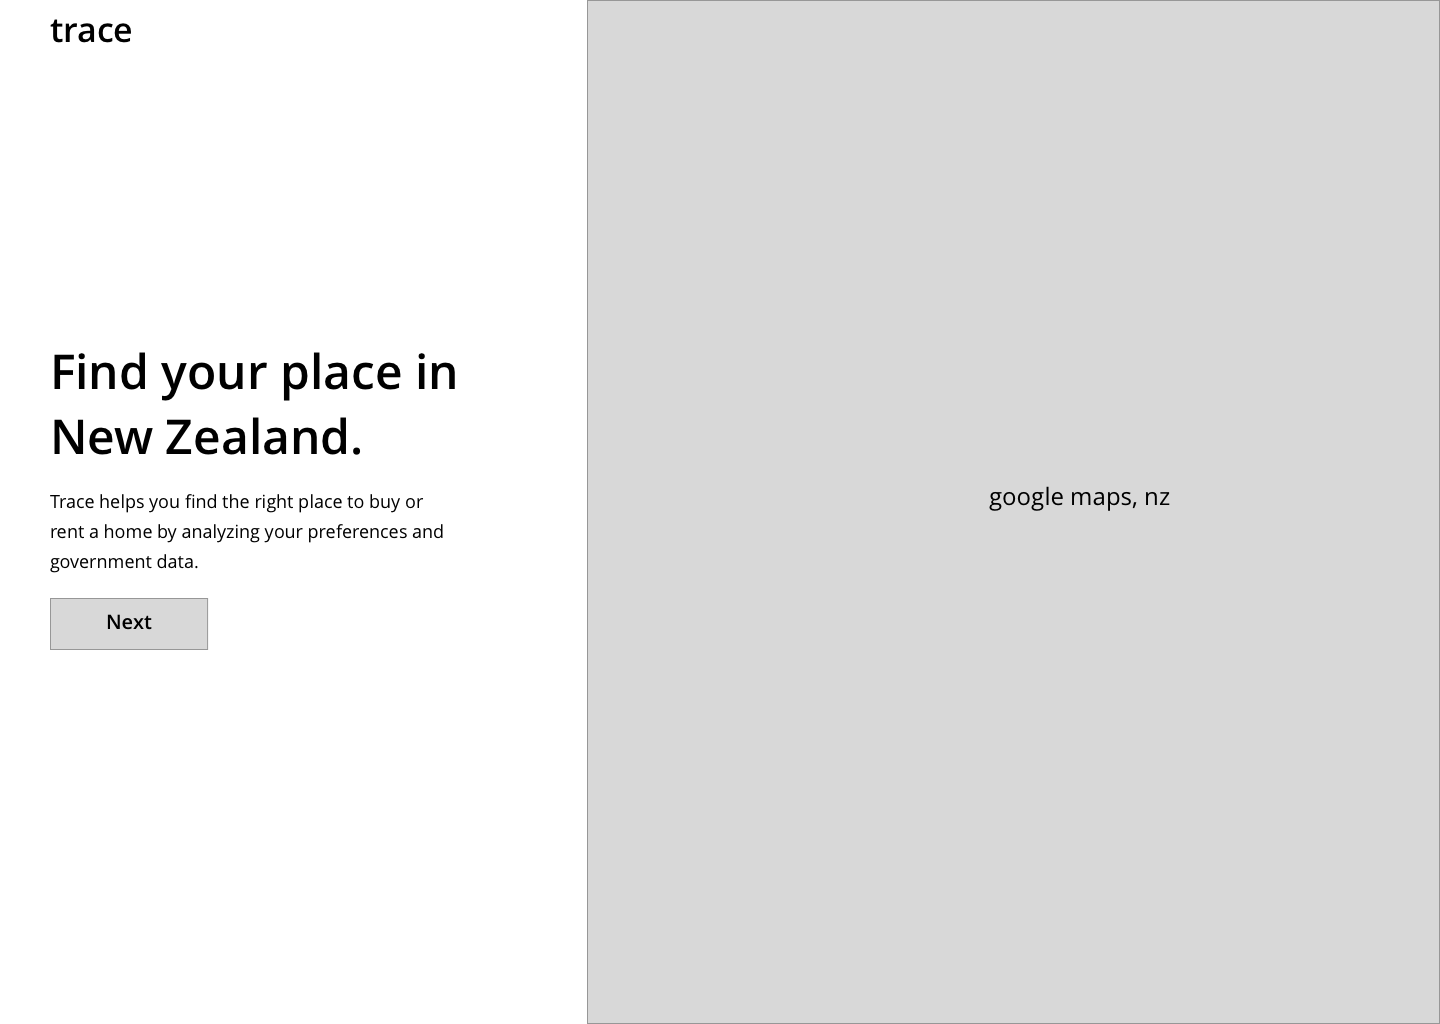 trace
Find your place in
New Zealand.
Trace helps you find the right place to buy or
rent a home by analyzing your preferences and
government data.
Next
google maps, nz